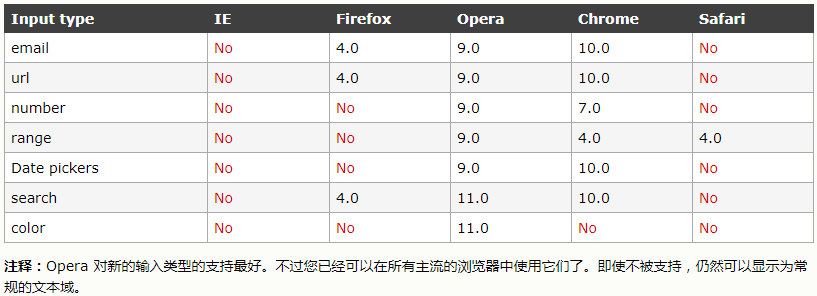 Input type IE Firefox Opera Chrome Safari
email No 4.0 9.0 10.0 No
url No 4.0 9.0 10.0 No
number No No 9.0 7.0 No
range No No 9.0 4.0 4.0
Date pickers No No 9.0 10.0 No
search No 4.0 11.0 10.0 No
color No No 11.0 No No
注释：Opera 对新的输入类型的支持最好。不过您已经可以在所有主流的浏览器中使用它们了。即使不被支持，仍然可以显示为常
规的文本域。